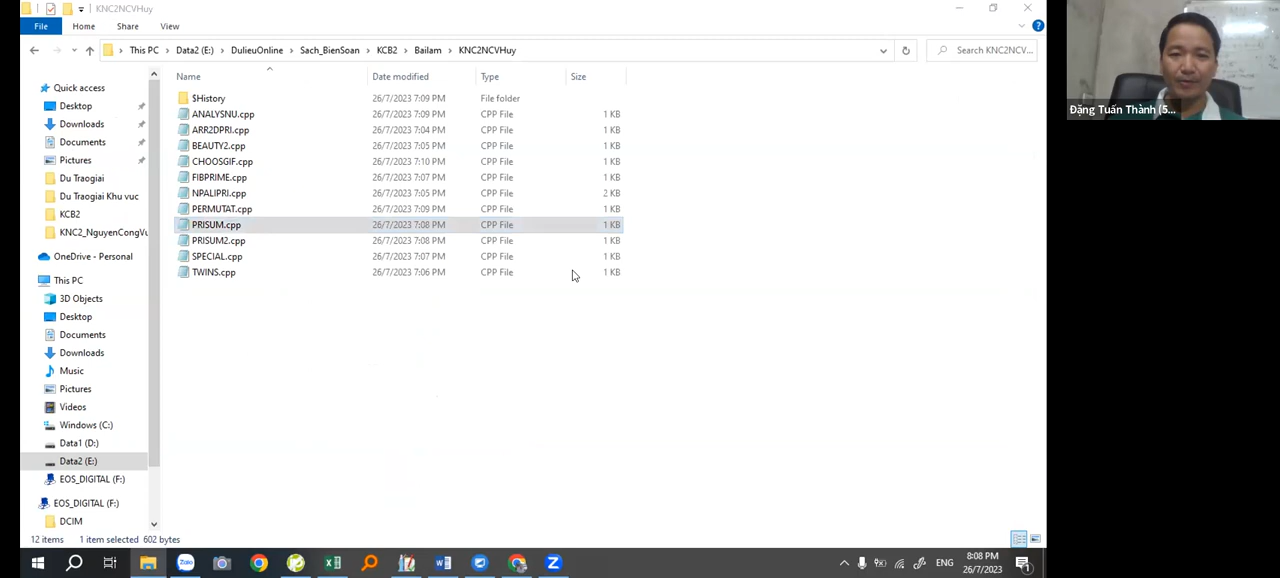 KNC2NCVHuy
File Home Share View
This PC Data2 (E:) DulieuOnline Sach_BienSoan KCB2 Bailam KNC2NCVHuy
Search KNC2NCV...
Name Date modified Type Size
Quick access
Desktop
Downloads
Documents
Pictures
Du Traogiai
Du Traogiai Khu vuc
KCB2
KNC2_NguyenCongVu
OneDrive - Personal
This PC
3D Objects
Desktop
Documents
Downloads
Music
Pictures
Videos
Windows (C:)
Data1 (D:)
Data2 (E:)
EOS_DIGITAL (F:)
EOS_DIGITAL (F:)
DCIM
$History 26/7/2023 7:09 PM File folder
ANALYSNU.cpp 26/7/2023 7:09 PM CPP File 1 KB
ARR2DPRI.cpp 26/7/2023 7:04 PM CPP File 1 KB
BEAUTY2.cpp 26/7/2023 7:05 PM CPP File 1 KB
CHOOSGIF.cpp 26/7/2023 7:10 PM CPP File 1 KB
FIBPRIME.cpp 26/7/2023 7:07 PM CPP File 1 KB
NPALIPRI.cpp 26/7/2023 7:05 PM CPP File 2 KB
PERMUTAT.cpp 26/7/2023 7:09 PM CPP File 1 KB
PRISUM.cpp 26/7/2023 7:08 PM CPP File 1 KB
PRISUM2.cpp 26/7/2023 7:08 PM CPP File 1 KB
SPECIAL.cpp 26/7/2023 7:07 PM CPP File 1 KB
TWINS.cpp 26/7/2023 7:06 PM CPP File 1 KB
12 items 1 item selected 602 bytes
Zalo
ENG
8:08 PM
26/7/2023
Đặng Tuấn Thành (5...